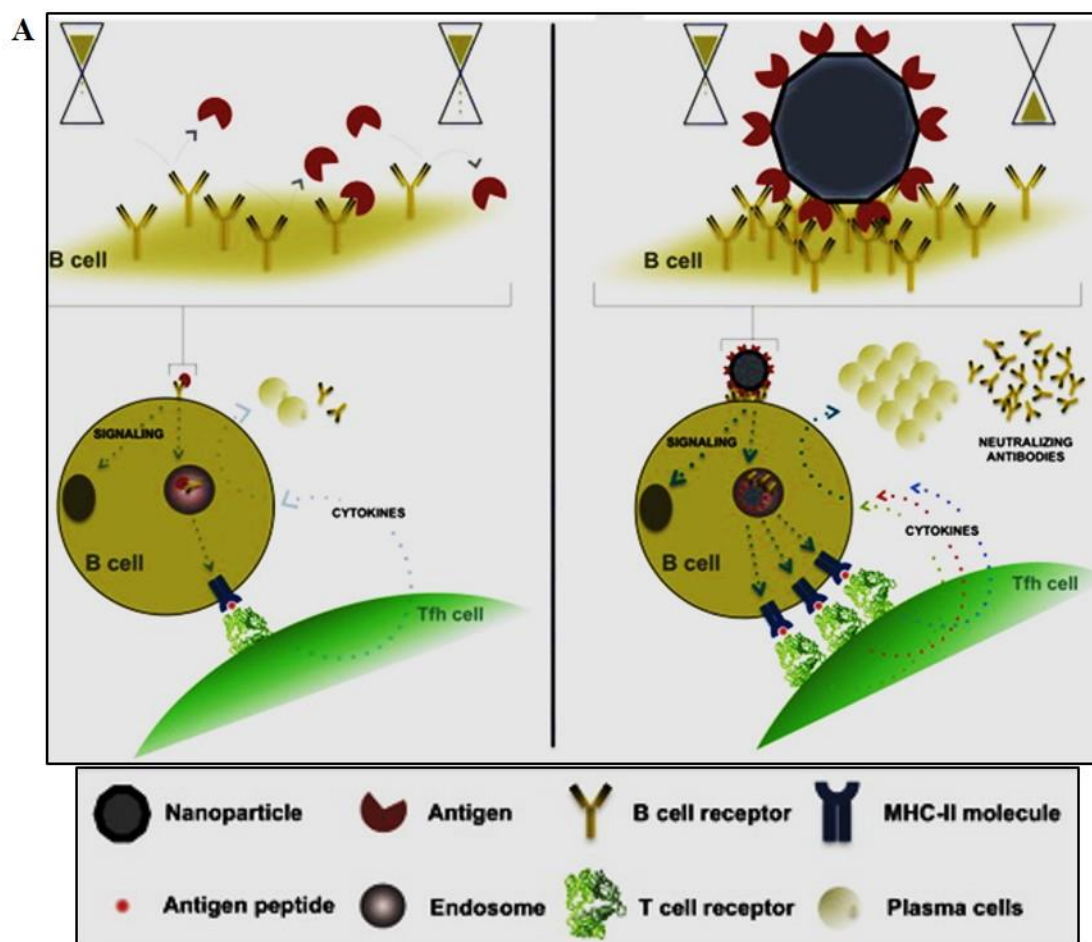 A
B cell
B cell
SIGNALING
CYTOKINES
B cell
Tfh cell
SIGNALING
NEUTRALIZING
ANTIBODIES
CYTOKINES
B cell
Tfh cell
Nanoparticle
Antigen
B cell receptor
MHC-II molecule
Antigen peptide
Endosome
T cell receptor
Plasma cells